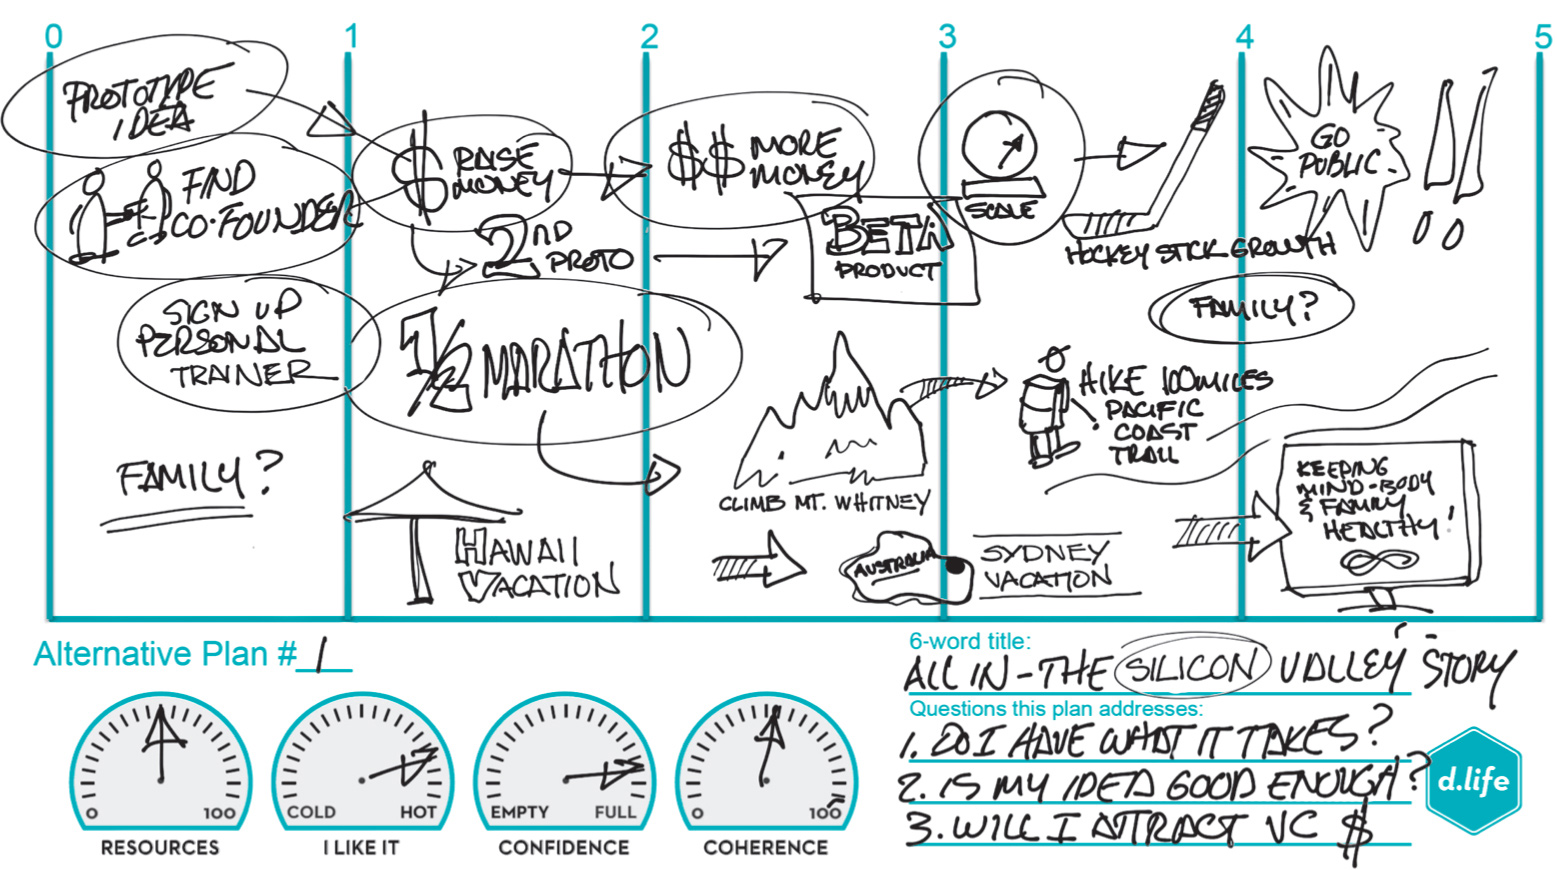 0 1 2 3 4 5
PROTOTYPE
IDEA
FIND
CO-FOUNDER
$ RAISE
MONEY
$$ MORE
MONEY
SCALE
HOCKEY STICK GROWTH
GO
PUBLIC
!!
2ND
PROTO
BETA
PRODUCT
FAMILY?
SIGN UP
PERSONAL
TRAINER
1/2 MARATHON
CLIMB MT. WHITNEY
HIKE 100 MILES
PACIFIC
COAST
TRAIL
FAMILY?
HAWAII
VACATION
AUSTRALIA
SYDNEY
VACATION
KEEPING
MIND-BODY
& FAMILY
HEALTHY!
Alternative Plan #1
0 100
RESOURCES
COLD HOT
I LIKE IT
EMPTY FULL
CONFIDENCE
0 100
COHERENCE
6-word title:
ALL IN-THE SILICON VALLEY STORY
Questions this plan addresses:
1. DO I HAVE WHAT IT TAKES?
2. IS MY IDEA GOOD ENOUGH?
3. WILL I ATTRACT VC $
d.life